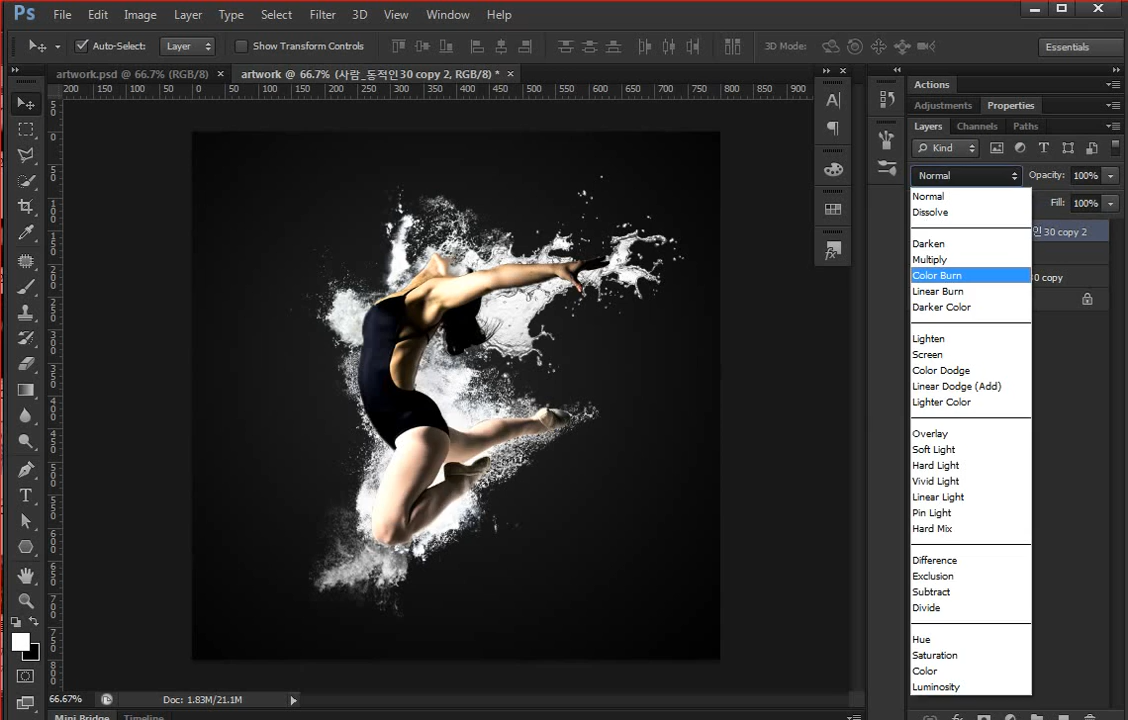 Ps File Edit Image Layer Type Select Filter 3D View Window Help
Auto-Select: Layer Show Transform Controls 3D Mode: Essentials
artwork.psd @ 66.7% (RGB/8) × artwork @ 66.7% (사람_동적인30 copy 2, RGB/8) * ×
200 100 50 0 50 100 150 200 250 300 350 400 450 500 550 600 650 700 750 800 900
Actions
Adjustments Properties
Layers Channels Paths
Kind
Normal Opacity: 100%
Fill: 100%
인30 copy 2
30 copy
Normal
Dissolve
Darken
Multiply
Color Burn
Linear Burn
Darker Color
Lighten
Screen
Color Dodge
Linear Dodge (Add)
Lighter Color
Overlay
Soft Light
Hard Light
Vivid Light
Linear Light
Pin Light
Hard Mix
Difference
Exclusion
Subtract
Divide
Hue
Saturation
Color
Luminosity
66.67% Doc: 1.83M/21.1M
Mini Bridge Timeline